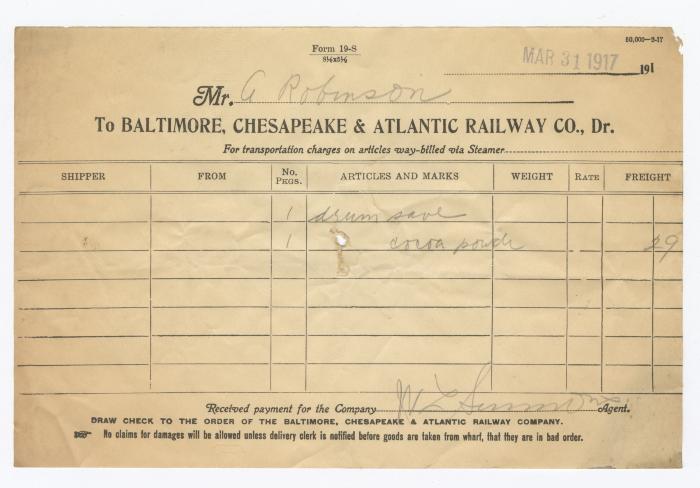 Form 19-S
8½x5½
50,000—2-17
MAR 31 1917 191
Mr. A Robinson
To BALTIMORE, CHESAPEAKE & ATLANTIC RAILWAY CO., Dr.
For transportation charges on articles way-billed via Steamer
SHIPPER FROM No. Pkgs. ARTICLES AND MARKS WEIGHT RATE FREIGHT
1 drum save
1 cocoa powde 29
Received payment for the Company W L Simmons Agent.
DRAW CHECK TO THE ORDER OF THE BALTIMORE, CHESAPEAKE & ATLANTIC RAILWAY COMPANY.
☞ No claims for damages will be allowed unless delivery clerk is notified before goods are taken from wharf, that they are in bad order.